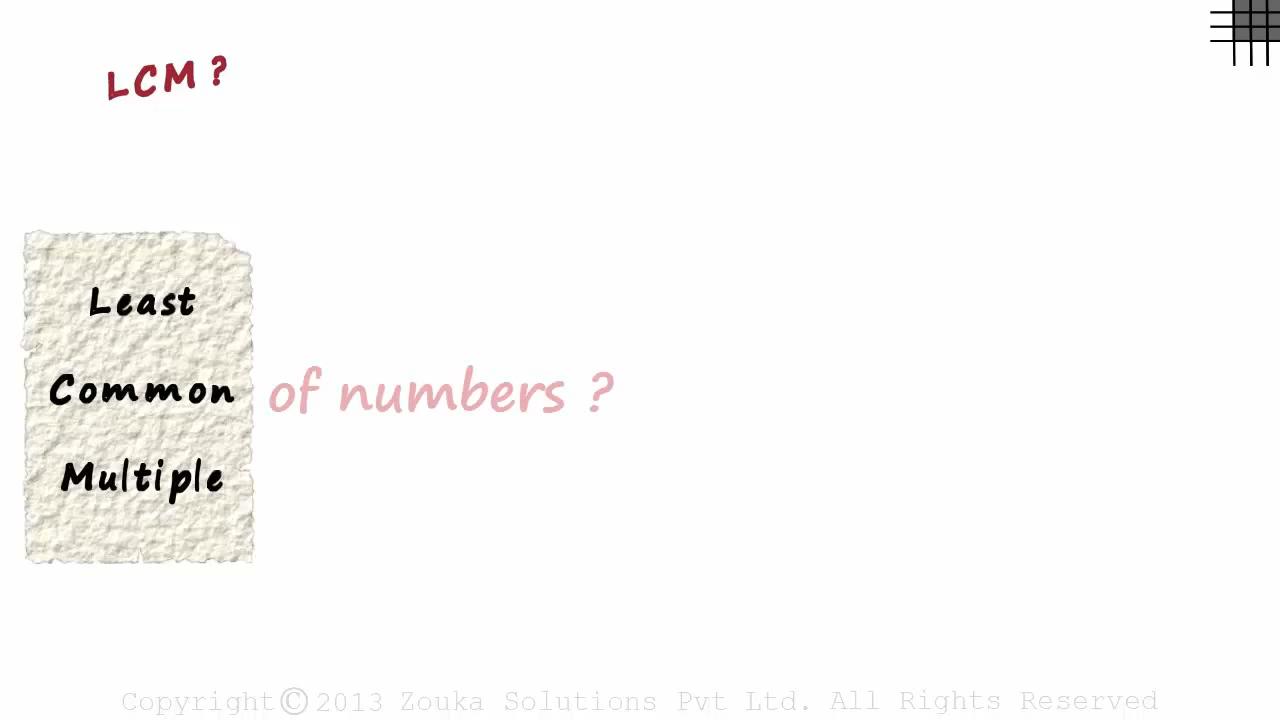 LCM ?
Least
Common of numbers ?
Multiple
Copyright © 2013 Zouka Solutions Pvt Ltd. All Rights Reserved